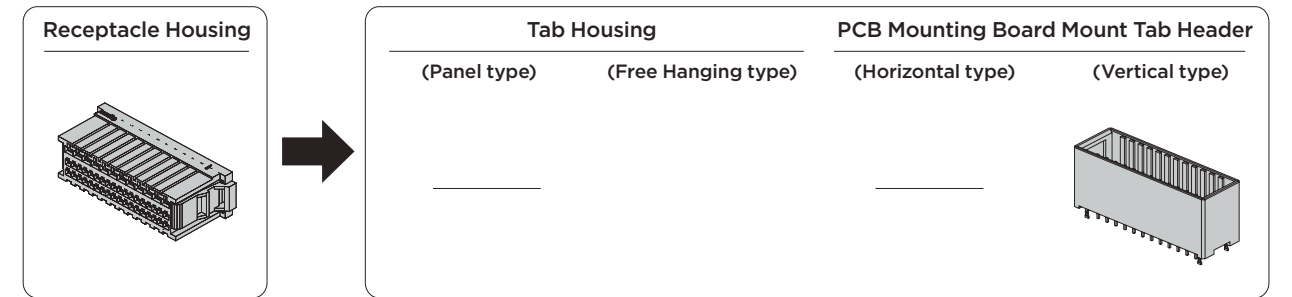 Receptacle Housing
Tab Housing
PCB Mounting Board Mount Tab Header
(Panel type)
(Free Hanging type)
(Horizontal type)
(Vertical type)